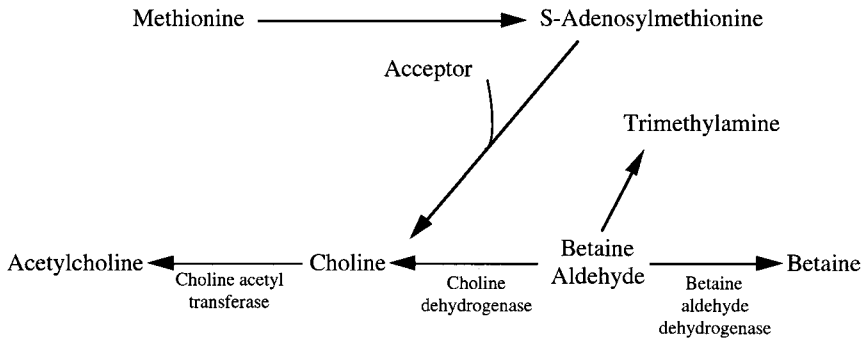 Methionine
S-Adenosylmethionine
Acceptor
Trimethylamine
Acetylcholine
Choline acetyl
transferase
Choline
Choline
dehydrogenase
Betaine
Aldehyde
Betaine
aldehyde
dehydrogenase
Betaine